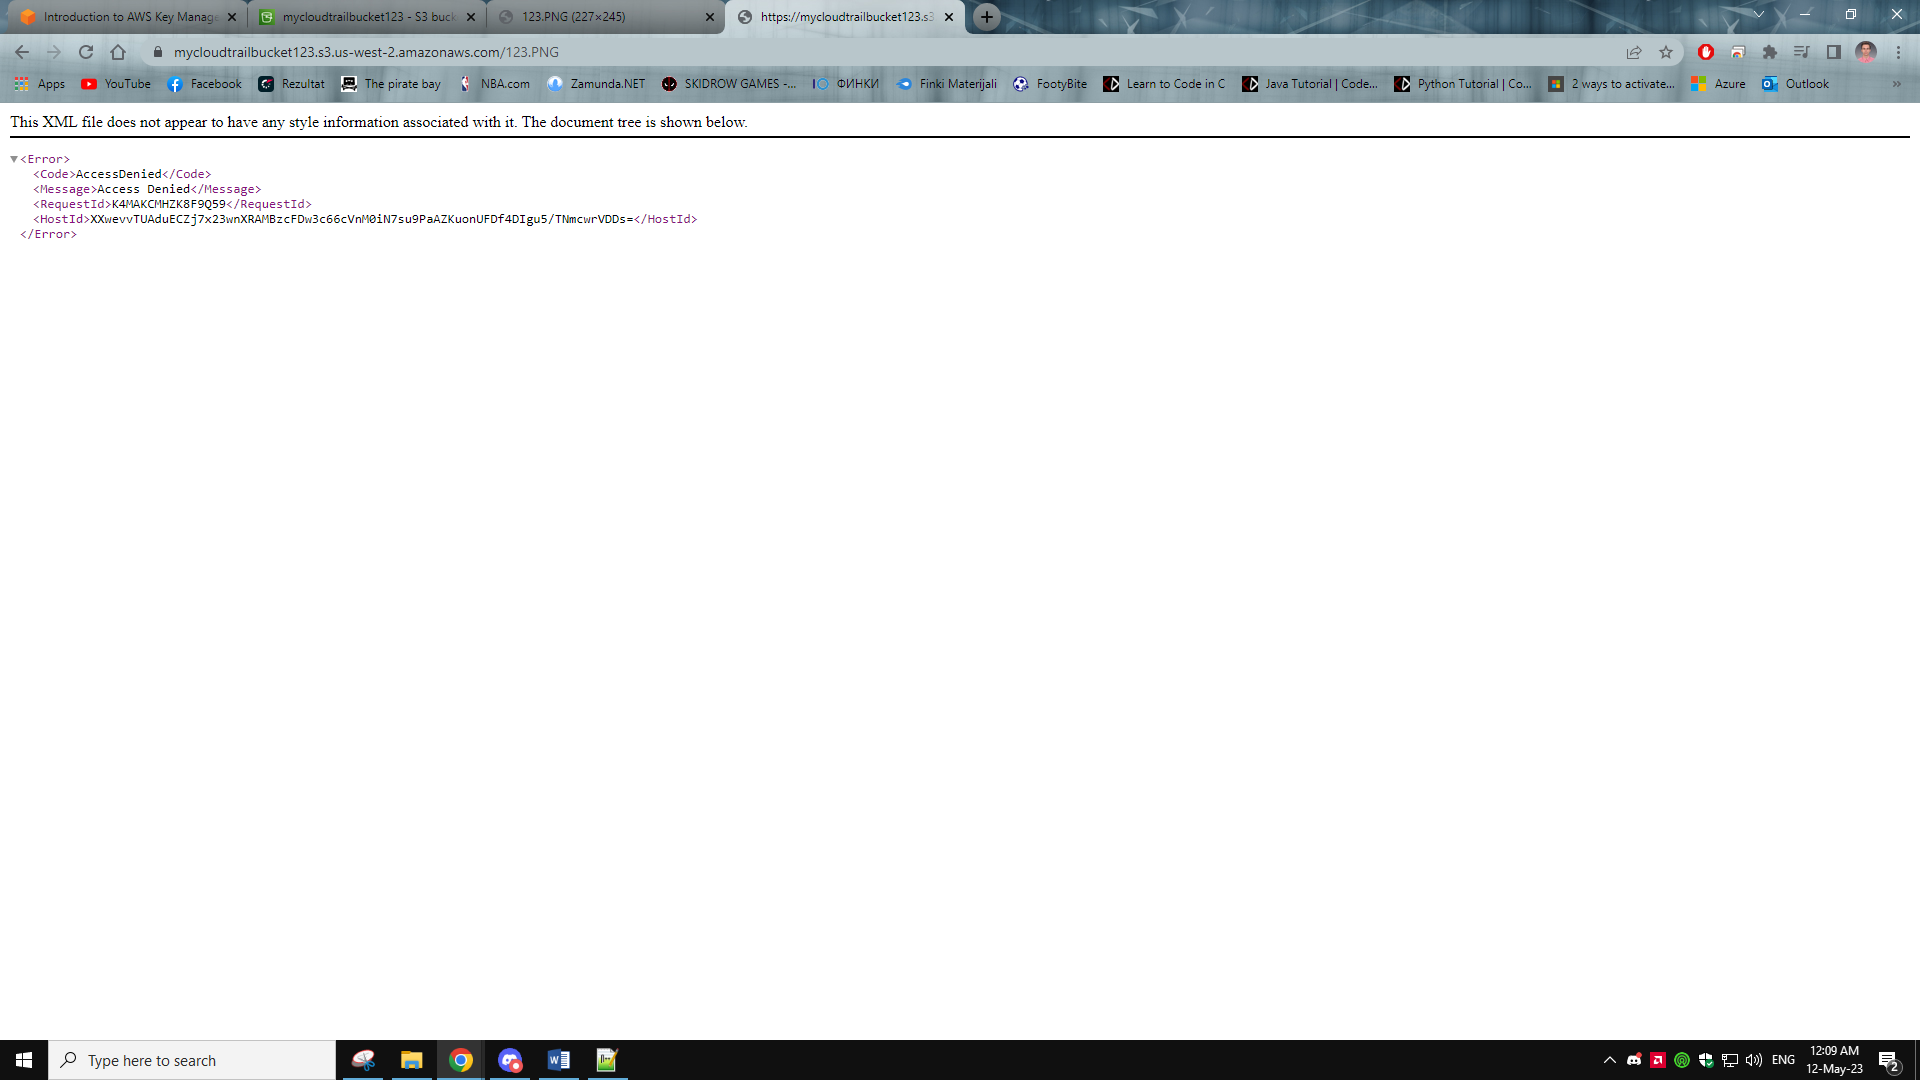 Introduction to AWS Key Manage
mycloudtrailbucket123 - S3 buck
123.PNG (227×245)
https://mycloudtrailbucket123.s3
mycloudtrailbucket123.s3.us-west-2.amazonaws.com/123.PNG
Apps
YouTube
Facebook
Rezultat
The pirate bay
NBA.com
Zamunda.NET
SKIDROW GAMES -...
ФИНКИ
Finki Materijali
FootyBite
Learn to Code in C
Java Tutorial | Code...
Python Tutorial | Co...
2 ways to activate...
Azure
Outlook
»
This XML file does not appear to have any style information associated with it. The document tree is shown below.
▼<Error>
<Code>AccessDenied</Code>
<Message>Access Denied</Message>
<RequestId>K4MAKCMHZK8F9Q59</RequestId>
<HostId>XXwevvTUAduECZj7x23wnXRAMBzcFDw3c66cVnM0iN7su9PaAZKuonUFDf4DIgu5/TNmcwrVDDs=</HostId>
</Error>
Type here to search
ENG
12:09 AM
12-May-23
2